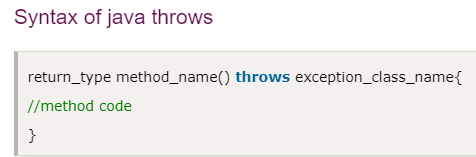 Syntax of java throws
return_type method_name() throws exception_class_name{
//method code
}